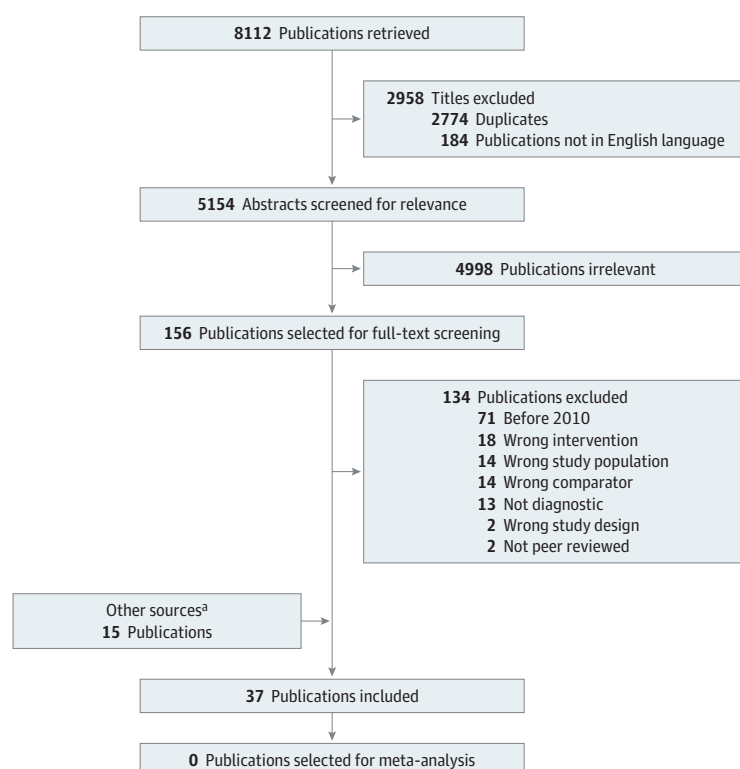 8112 Publications retrieved
2958 Titles excluded
2774 Duplicates
184 Publications not in English language
5154 Abstracts screened for relevance
4998 Publications irrelevant
156 Publications selected for full-text screening
134 Publications excluded
71 Before 2010
18 Wrong intervention
14 Wrong study population
14 Wrong comparator
13 Not diagnostic
2 Wrong study design
2 Not peer reviewed
Other sourcesᵃ
15 Publications
37 Publications included
0 Publications selected for meta-analysis